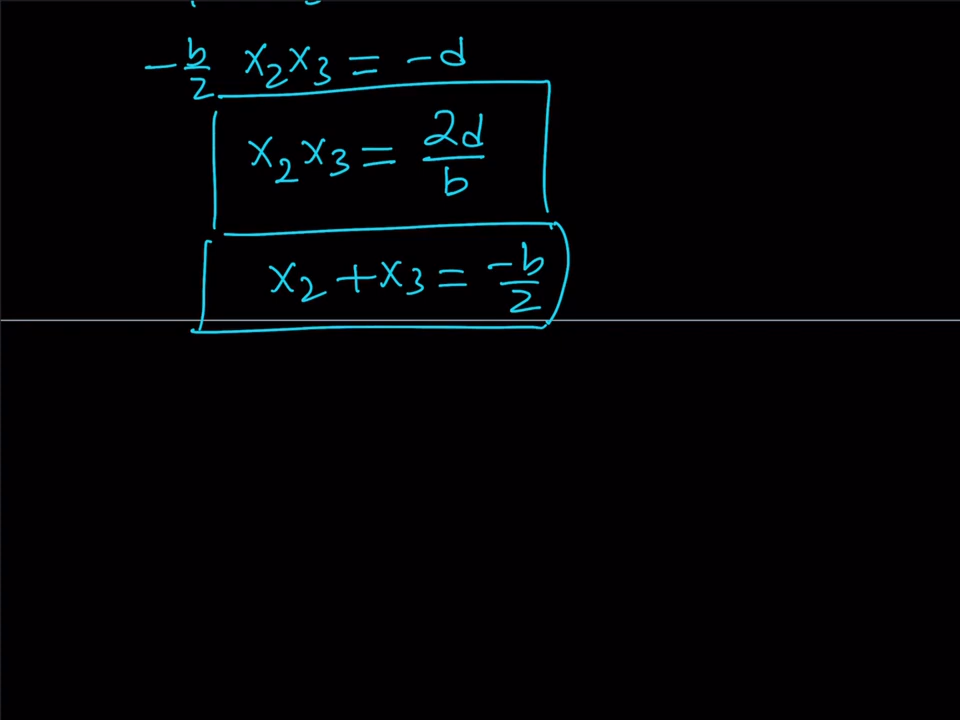 -b/2 x₂x₃ = -d
x₂x₃ = 2d/b
x₂ + x₃ = -b/2